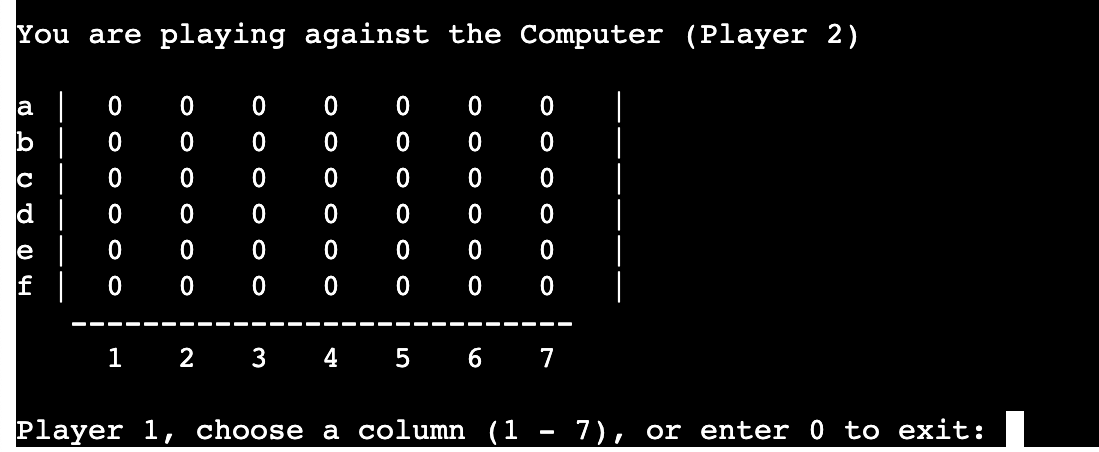 You are playing against the Computer (Player 2)
a | 0 0 0 0 0 0 0 |
b | 0 0 0 0 0 0 0 |
c | 0 0 0 0 0 0 0 |
d | 0 0 0 0 0 0 0 |
e | 0 0 0 0 0 0 0 |
f | 0 0 0 0 0 0 0 |
----------------------------
1 2 3 4 5 6 7
Player 1, choose a column (1 - 7), or enter 0 to exit: